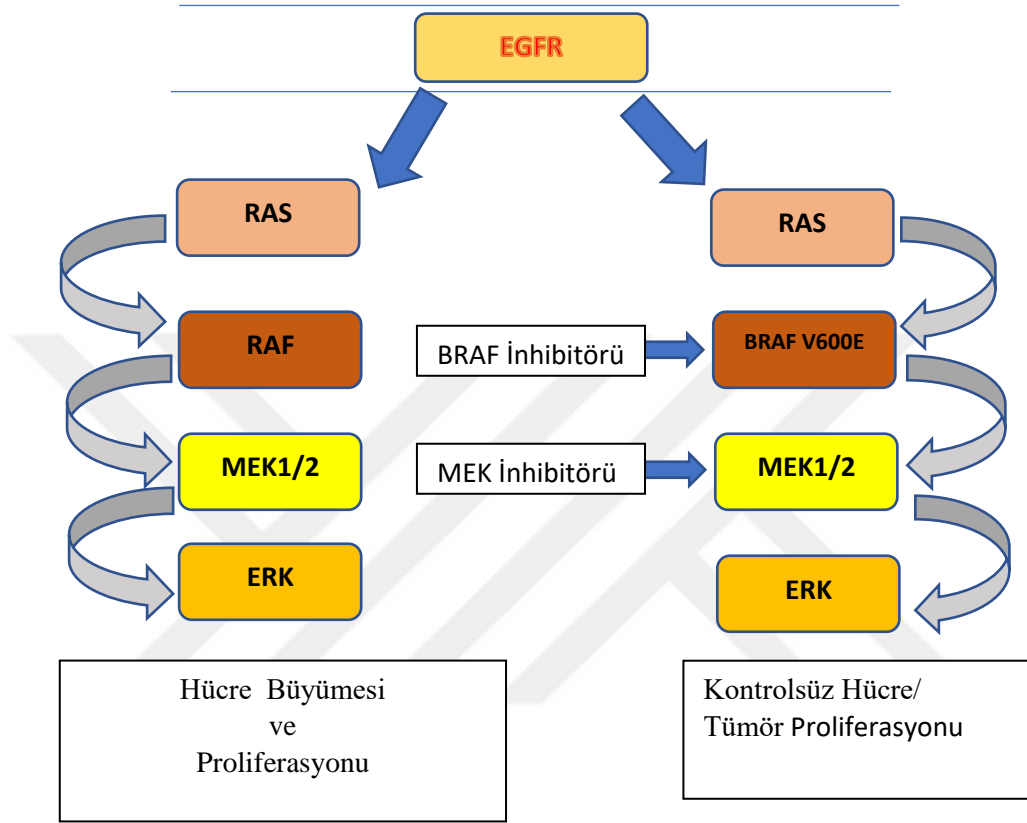 EGFR
RAS
RAF
MEK1/2
ERK
Hücre Büyümesi
ve
Proliferasyonu
BRAF İnhibitörü
MEK İnhibitörü
RAS
BRAF V600E
MEK1/2
ERK
Kontrolsüz Hücre/
Tümör Proliferasyonu